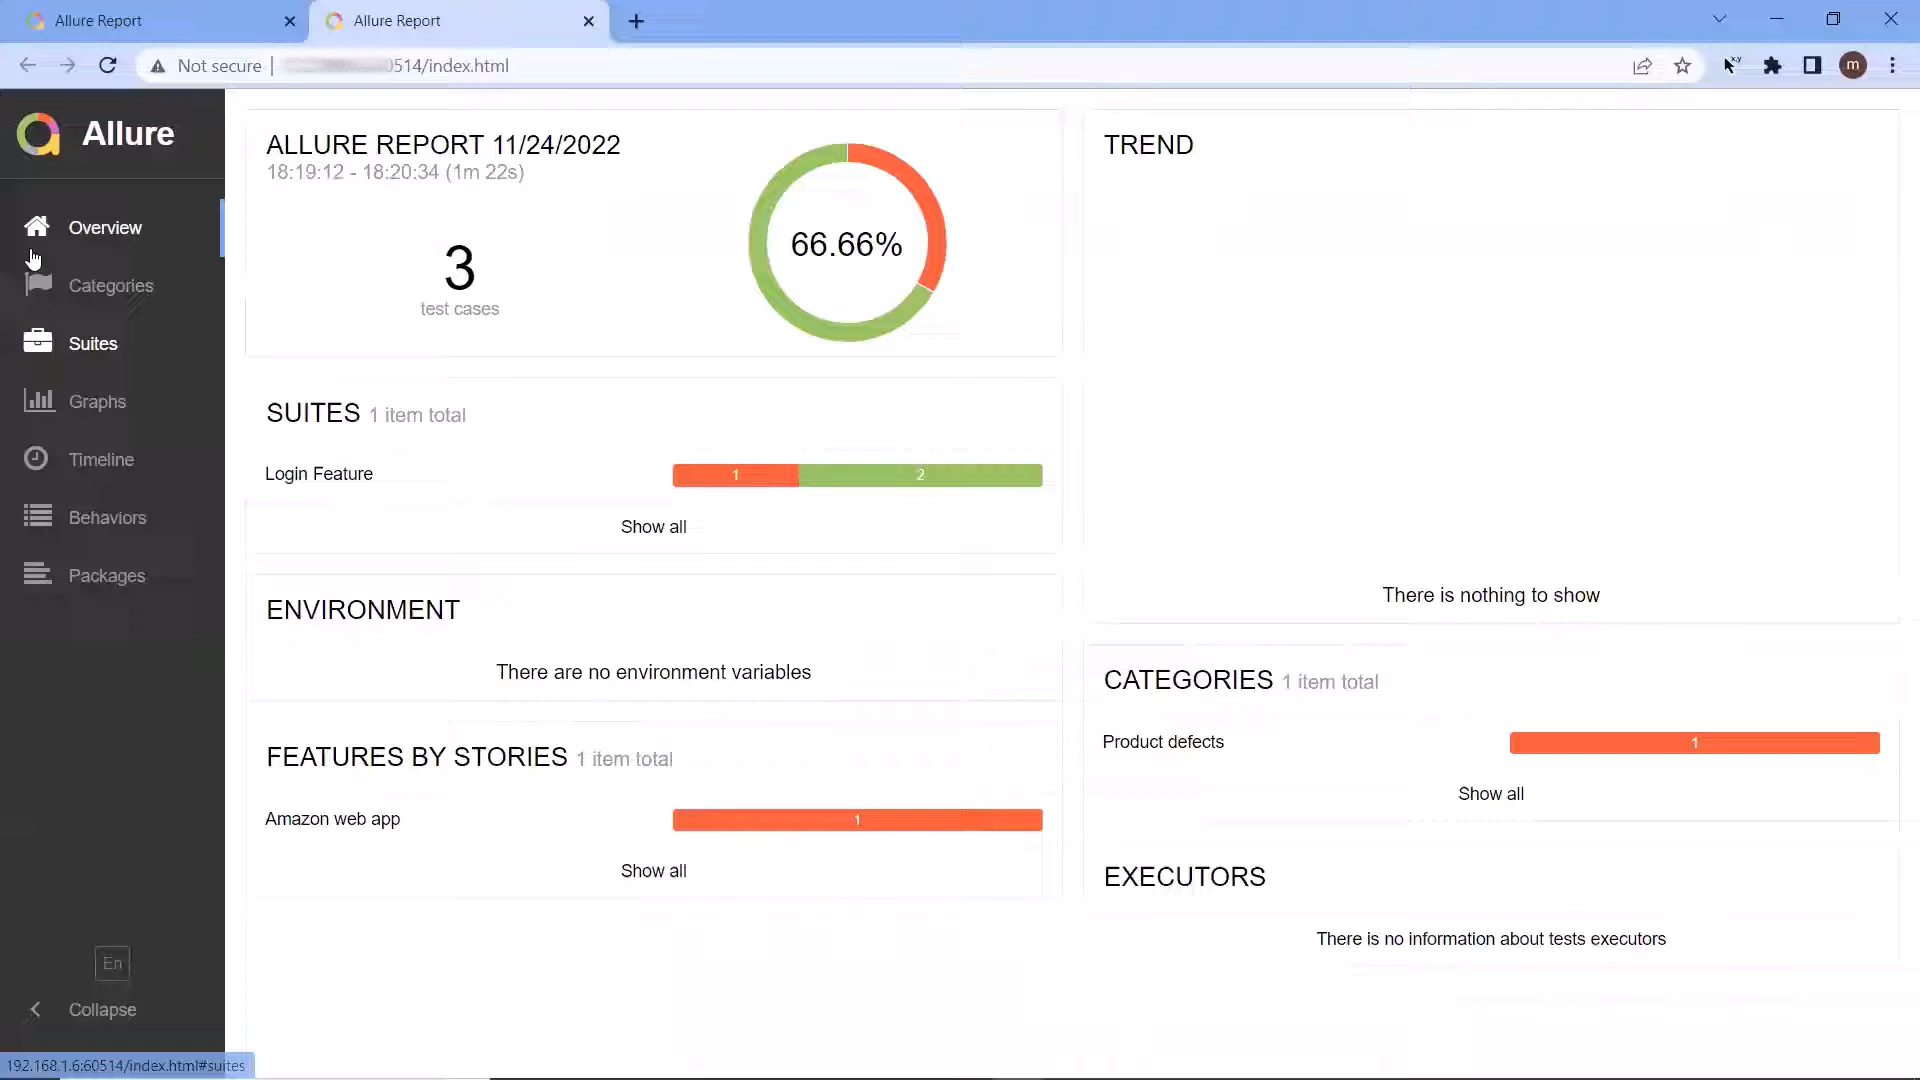 Allure Report
Allure Report
Not secure
0514/index.html
m
Allure
Overview
Categories
Suites
Graphs
Timeline
Behaviors
Packages
En
Collapse
192.168.1.6:60514/index.html#suites
ALLURE REPORT 11/24/2022
18:19:12 - 18:20:34 (1m 22s)
3
test cases
66.66%
SUITES 1 item total
Login Feature
1 2
Show all
ENVIRONMENT
There are no environment variables
FEATURES BY STORIES 1 item total
Amazon web app
1
Show all
TREND
There is nothing to show
CATEGORIES 1 item total
Product defects
1
Show all
EXECUTORS
There is no information about tests executors